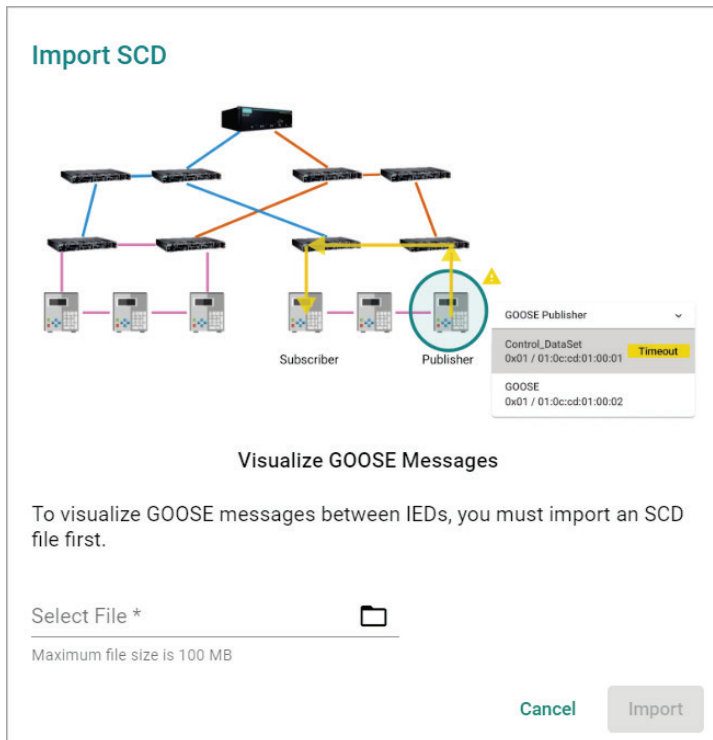 Import SCD
GOOSE Publisher
Control_DataSet
0x01 / 01:0c:cd:01:00:01
Timeout
GOOSE
0x01 / 01:0c:cd:01:00:02
Subscriber
Publisher
Visualize GOOSE Messages
To visualize GOOSE messages between IEDs, you must import an SCD
file first.
Select File *
Maximum file size is 100 MB
Cancel
Import